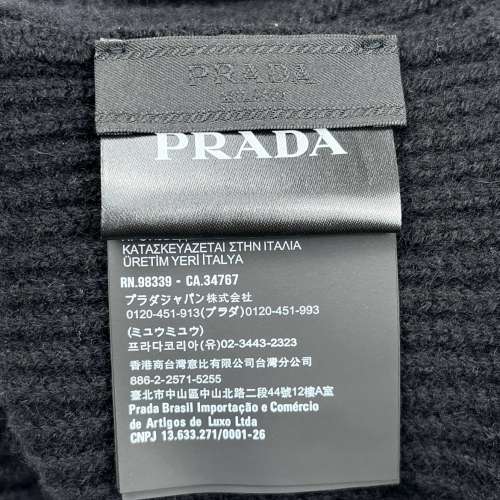 PRADA
MILANO
PRADA
ΚΑΤΑΣΚΕΥΑΖΕΤΑΙ ΣΤΗΝ ΙΤΑΛΙΑ
ÜRETİM YERİ İTALYA
RN.98339 - CA.34767
プラダジャパン株式会社
0120-451-913(プラダ) 0120-451-993
(ミュウミュウ)
프라다코리아(유) 02-3443-2323
香港商台灣意比有限公司台灣分公司
886-2-2571-5255
臺北市中山區中山北路二段44號12樓A室
Prada Brasil Importação e Comércio
de Artigos de Luxo Ltda
CNPJ 13.633.271/0001-26